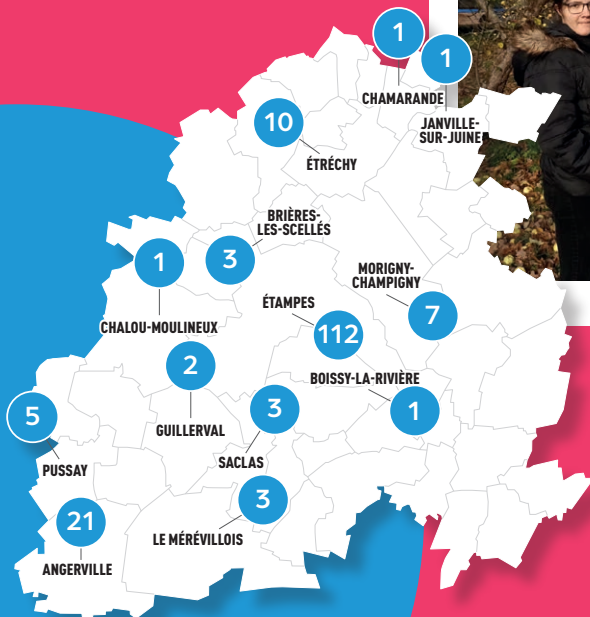 1
1
CHAMARANDE
JANVILLE-
SUR-JUINE
10
ÉTRÉCHY
BRIÈRES-
LES-SCELLÉS
3
1
CHALOU-MOULINEUX
MORIGNY-
CHAMPIGNY
7
ÉTAMPES
112
2
GUILLERVAL
BOISSY-LA-RIVIÈRE
1
3
SACLAS
5
PUSSAY
3
LE MÉRÉVILLOIS
21
ANGERVILLE